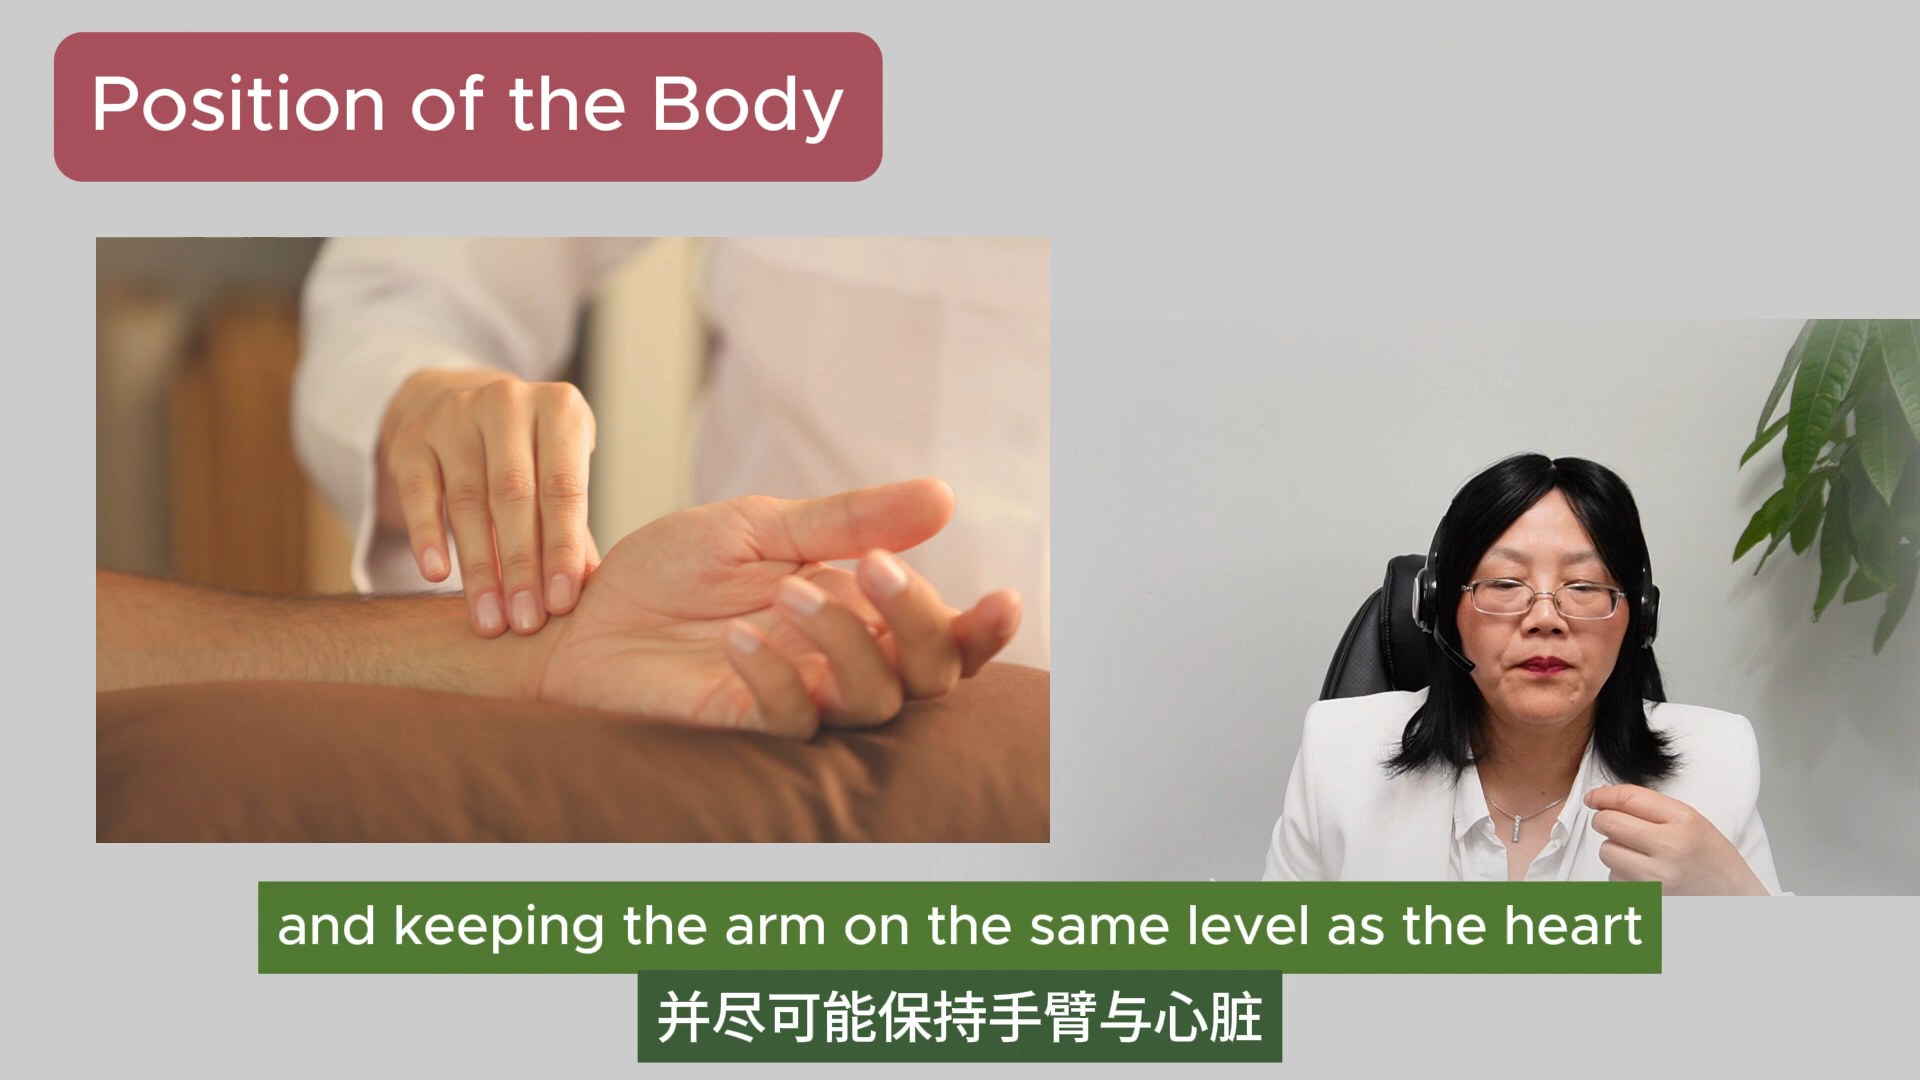 Position of the Body
and keeping the arm on the same level as the heart
并尽可能保持手臂与心脏